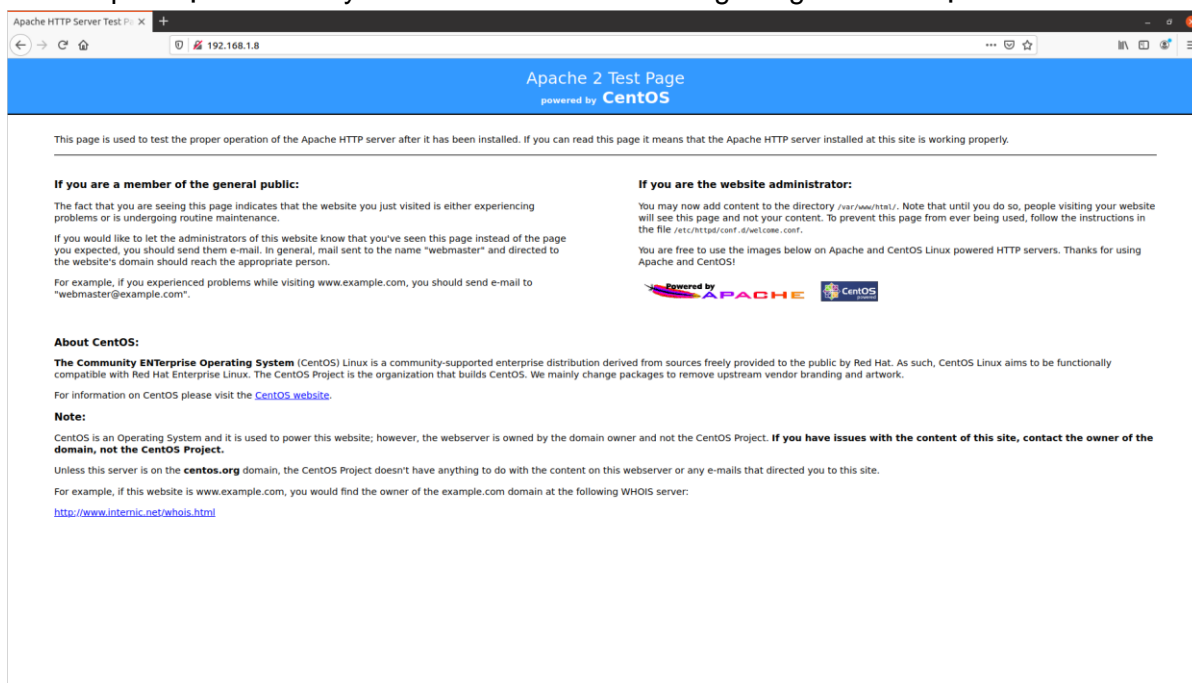 Apache HTTP Server Test Pa
192.168.1.8
Apache 2 Test Page
powered by CentOS
This page is used to test the proper operation of the Apache HTTP server after it has been installed. If you can read this page it means that the Apache HTTP server installed at this site is working properly.
If you are a member of the general public:
The fact that you are seeing this page indicates that the website you just visited is either experiencing
problems or is undergoing routine maintenance.
If you would like to let the administrators of this website know that you've seen this page instead of the page
you expected, you should send them e-mail. In general, mail sent to the name "webmaster" and directed to
the website's domain should reach the appropriate person.
For example, if you experienced problems while visiting www.example.com, you should send e-mail to
"webmaster@example.com".
If you are the website administrator:
You may now add content to the directory /var/www/html/. Note that until you do so, people visiting your website
will see this page and not your content. To prevent this page from ever being used, follow the instructions in
the file /etc/httpd/conf.d/welcome.conf.
You are free to use the images below on Apache and CentOS Linux powered HTTP servers. Thanks for using
Apache and CentOS!
Powered by
APACHE
CentOS
powered
About CentOS:
The Community ENTerprise Operating System (CentOS) Linux is a community-supported enterprise distribution derived from sources freely provided to the public by Red Hat. As such, CentOS Linux aims to be functionally
compatible with Red Hat Enterprise Linux. The CentOS Project is the organization that builds CentOS. We mainly change packages to remove upstream vendor branding and artwork.
For information on CentOS please visit the CentOS website.
Note:
CentOS is an Operating System and it is used to power this website; however, the webserver is owned by the domain owner and not the CentOS Project. If you have issues with the content of this site, contact the owner of the
domain, not the CentOS Project.
Unless this server is on the centos.org domain, the CentOS Project doesn't have anything to do with the content on this webserver or any e-mails that directed you to this site.
For example, if this website is www.example.com, you would find the owner of the example.com domain at the following WHOIS server:
http://www.internic.net/whois.html